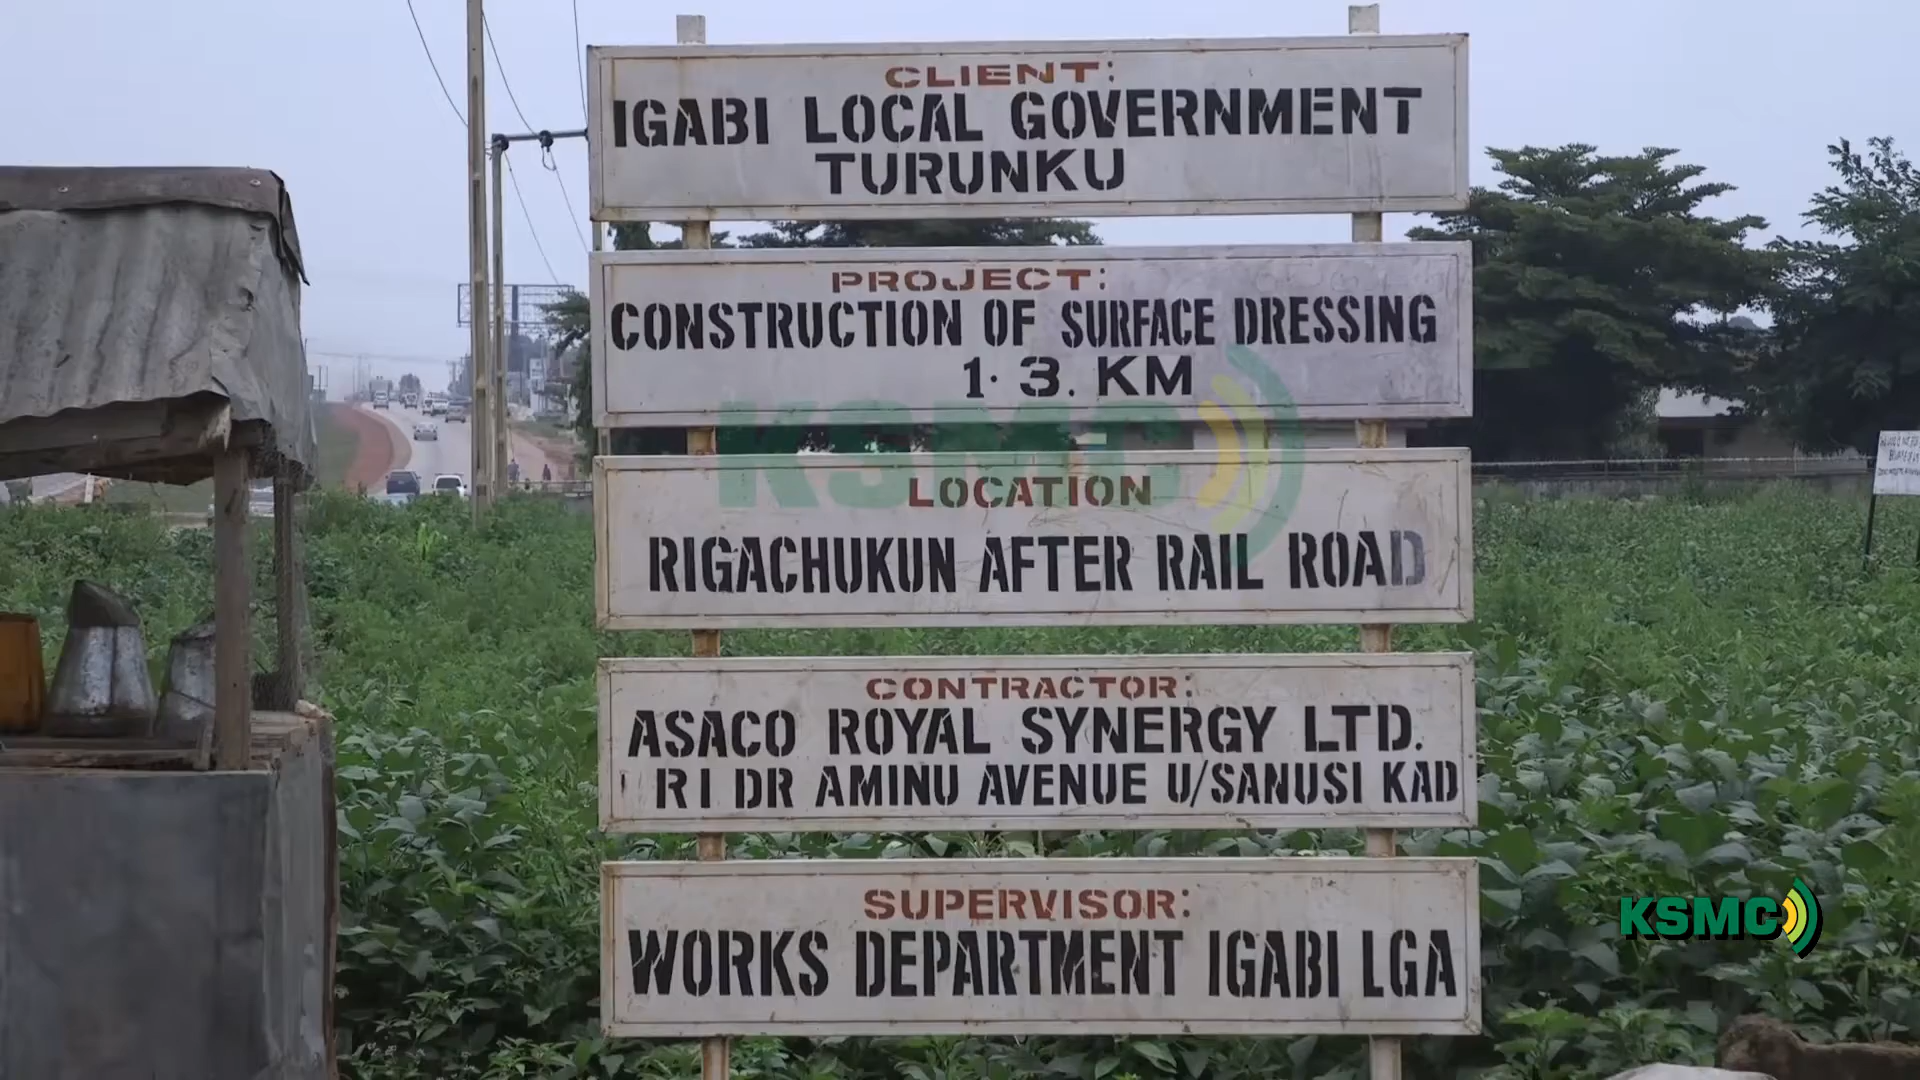 CLIENT:
IGABI LOCAL GOVERNMENT
TURUNKU
PROJECT:
CONSTRUCTION OF SURFACE DRESSING
1.3.KM
KSMC
LOCATION
RIGACHUKUN AFTER RAIL ROAD
CONTRACTOR:
ASACO ROYAL SYNERGY LTD.
RI DR AMINU AVENUE U/SANUSI KAD
SUPERVISOR:
WORKS DEPARTMENT IGABI LGA
KSMC